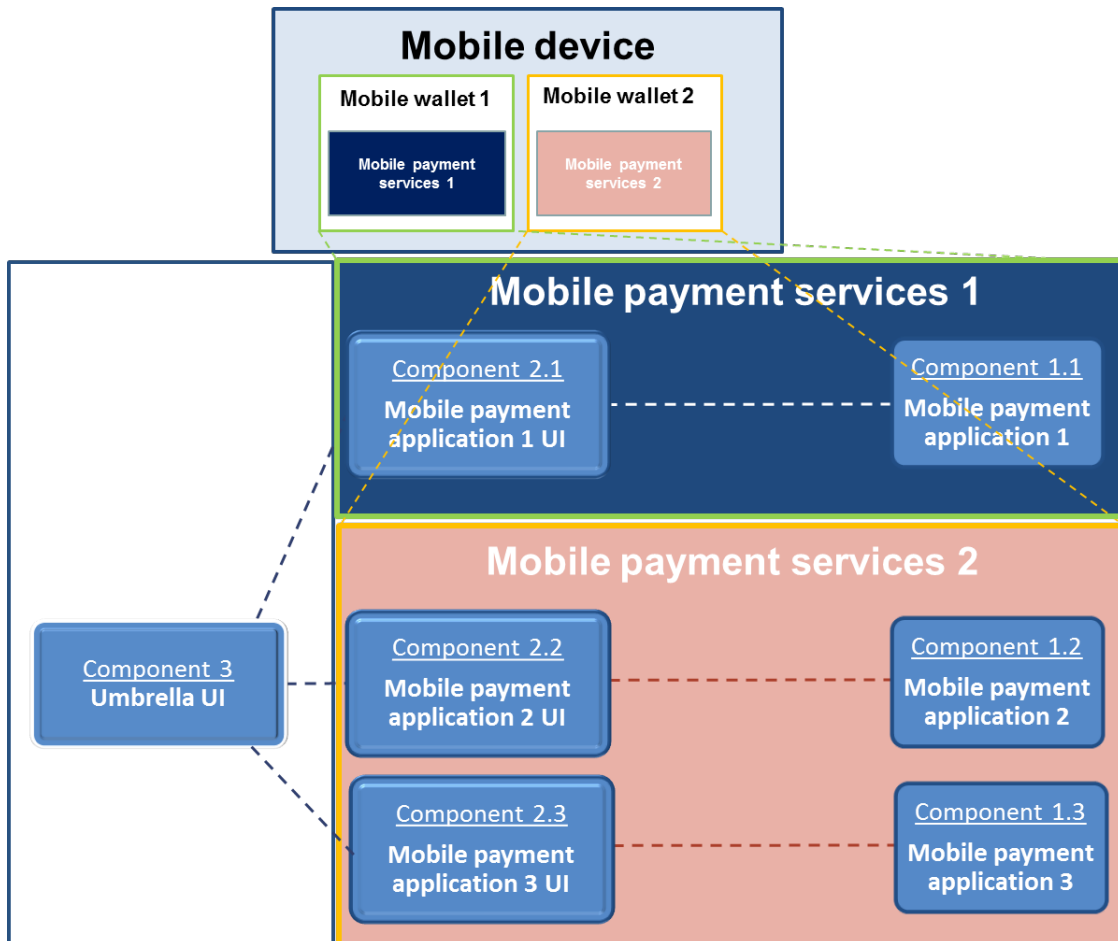 Mobile device
Mobile wallet 1
Mobile wallet 2
Mobile payment
services 1
Mobile payment
services 2
Mobile payment services 1
Component 2.1
Mobile payment
application 1 UI
Component 1.1
Mobile payment
application 1
Mobile payment services 2
Component 3
Umbrella UI
Component 2.2
Mobile payment
application 2 UI
Component 1.2
Mobile payment
application 2
Component 2.3
Mobile payment
application 3 UI
Component 1.3
Mobile payment
application 3